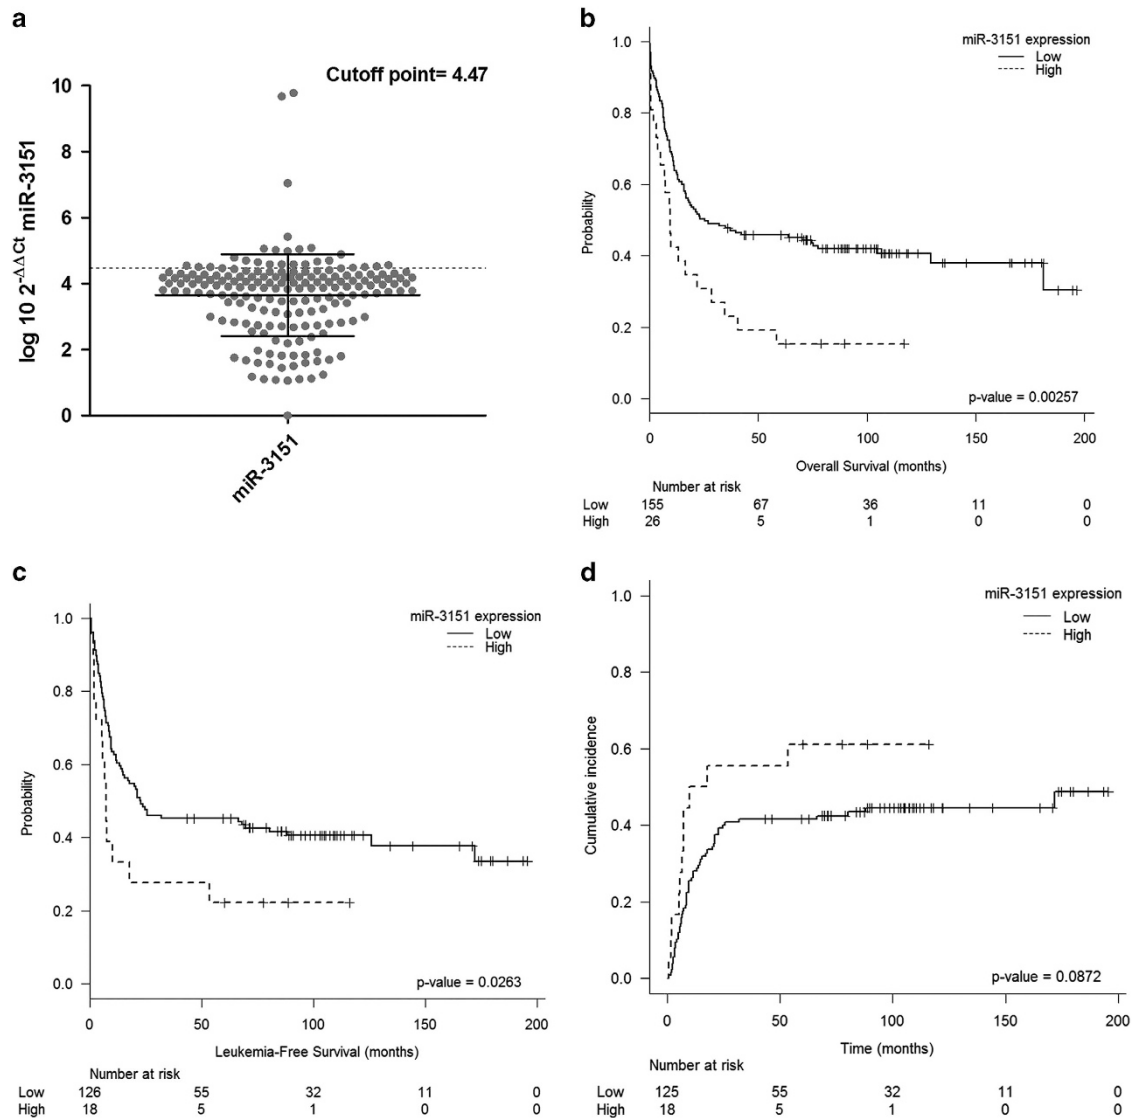 a
Cutoff point= 4.47
log 10 2-ΔΔCt miR-3151
10
8
6
4
2
0
miR-3151
b
miR-3151 expression
Low
High
Probability
1.0
0.8
0.6
0.4
0.2
0.0
p-value = 0.00257
0 50 100 150 200
Overall Survival (months)
Number at risk
Low 155 67 36 11 0
High 26 5 1 0 0
c
miR-3151 expression
Low
High
Probability
1.0
0.8
0.6
0.4
0.2
0.0
p-value = 0.0263
0 50 100 150 200
Leukemia-Free Survival (months)
Number at risk
Low 126 55 32 11 0
High 18 5 1 0 0
d
miR-3151 expression
Low
High
Cumulative incidence
1.0
0.8
0.6
0.4
0.2
0.0
p-value = 0.0872
0 50 100 150 200
Time (months)
Number at risk
Low 125 55 32 11 0
High 18 5 1 0 0